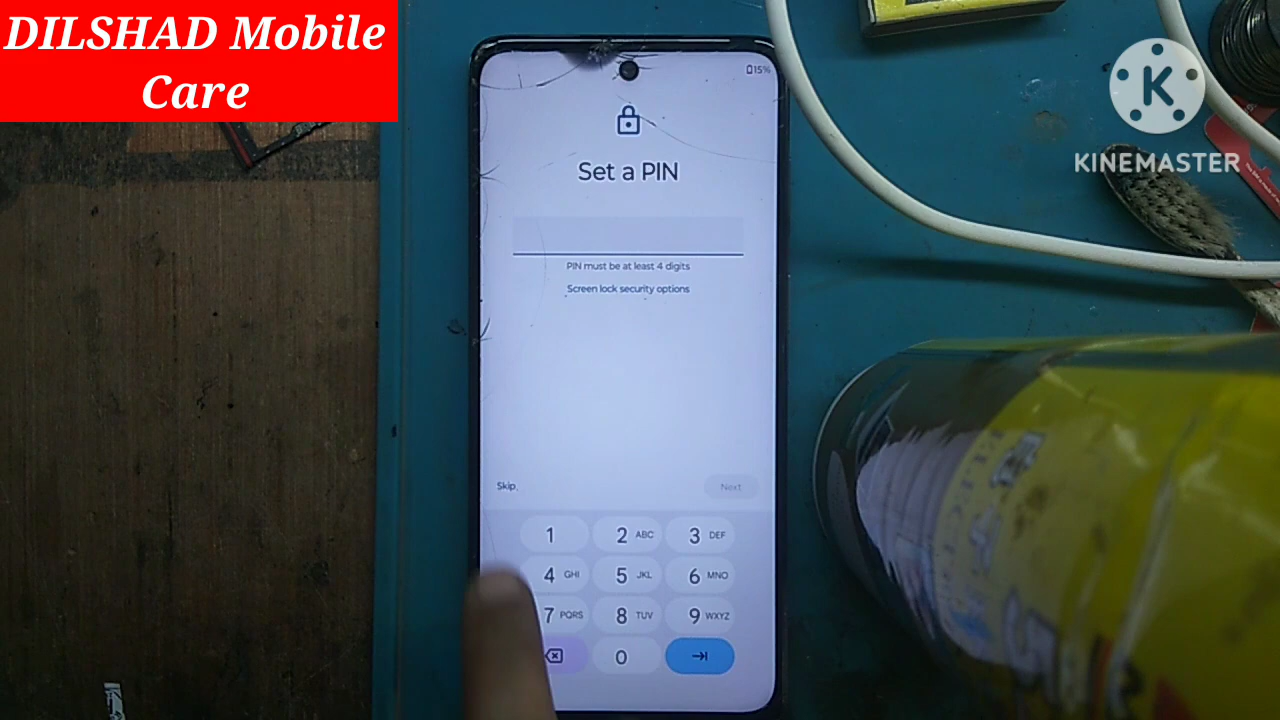 DILSHAD Mobile
Care
K
KINEMASTER
15%
Set a PIN
PIN must be at least 4 digits
Screen lock security options
Skip
Next
1
2 ABC
3 DEF
4 GHI
5 JKL
6 MNO
7 PQRS
8 TUV
9 WXYZ
0